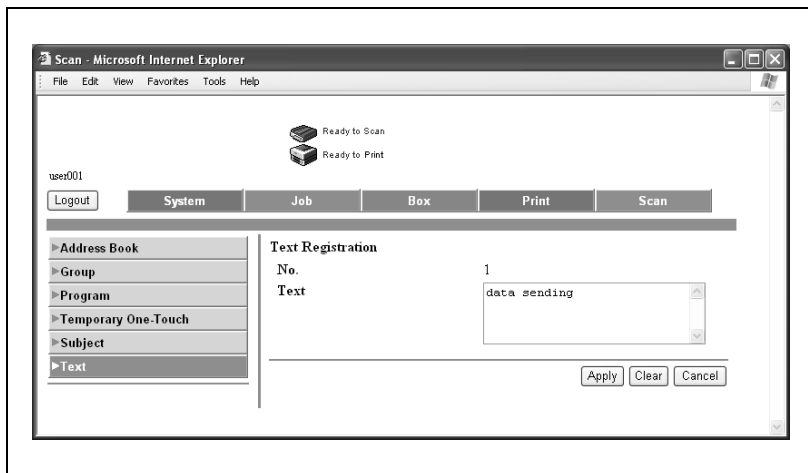 Scan - Microsoft Internet Explorer
File Edit View Favorites Tools Help
Ready to Scan
Ready to Print
user001
Logout System Job Box Print Scan
Address Book
Group
Program
Temporary One-Touch
Subject
Text
Text Registration
No. 1
Text data sending
Apply Clear Cancel